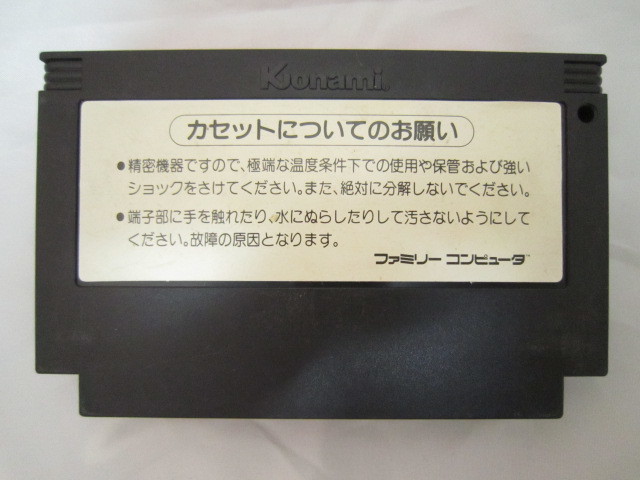 Konami
カセットについてのお願い
●精密機器ですので、極端な温度条件下での使用や保管および強い
ショックをさけてください。また、絶対に分解しないでください。
●端子部に手を触れたり、水にぬらしたりして汚さないようにして
ください。故障の原因となります。
ファミリー コンピュータ™